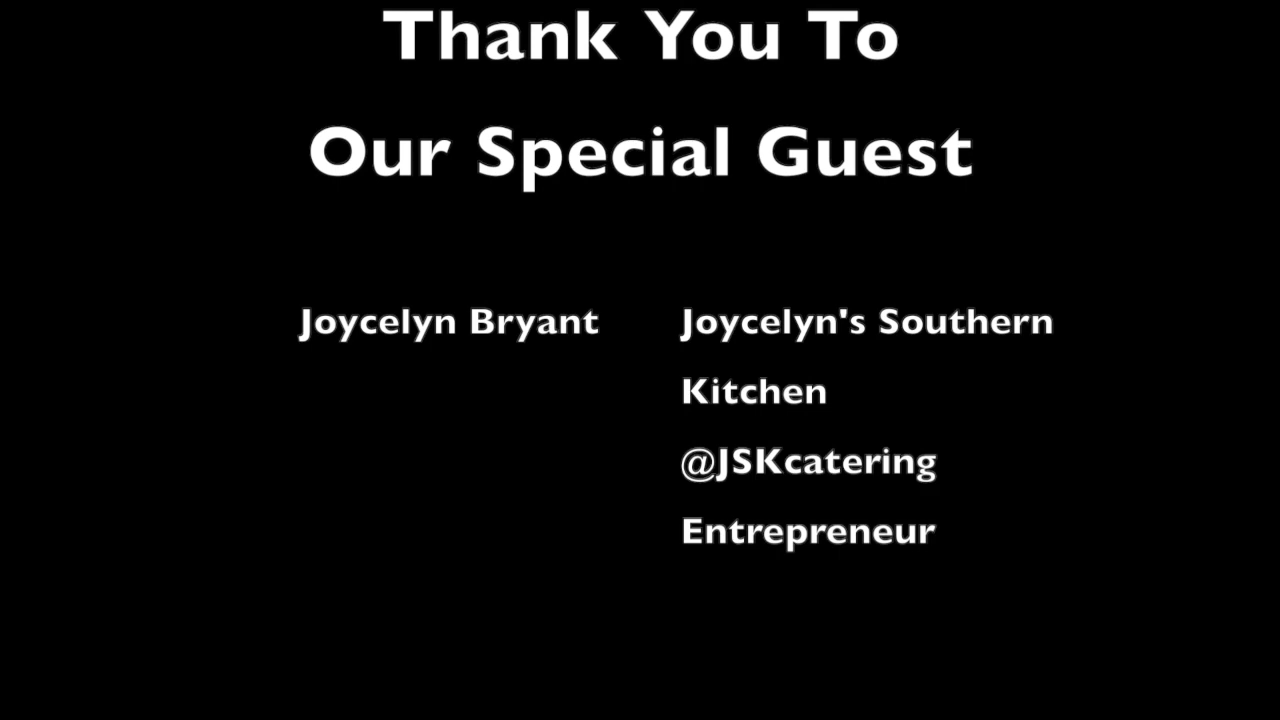 Thank You To
Our Special Guest
Joycelyn Bryant Joycelyn's Southern
Kitchen
@JSKcatering
Entrepreneur